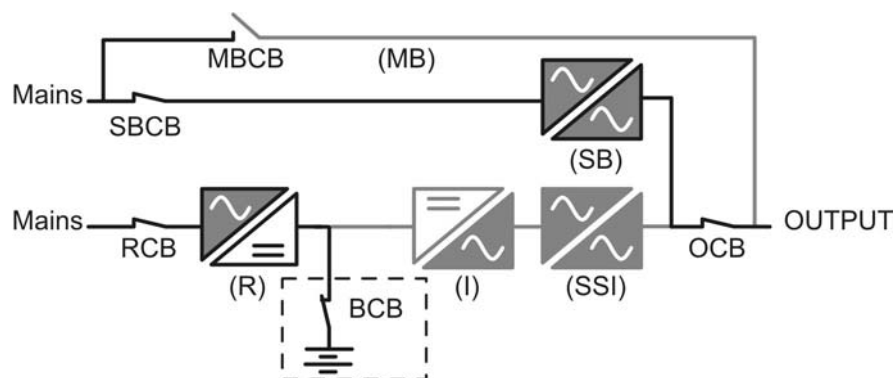 MBCB
(MB)
Mains
SBCB
(SB)
Mains
RCB
OCB
OUTPUT
(R)
BCB
(I)
(SSI)